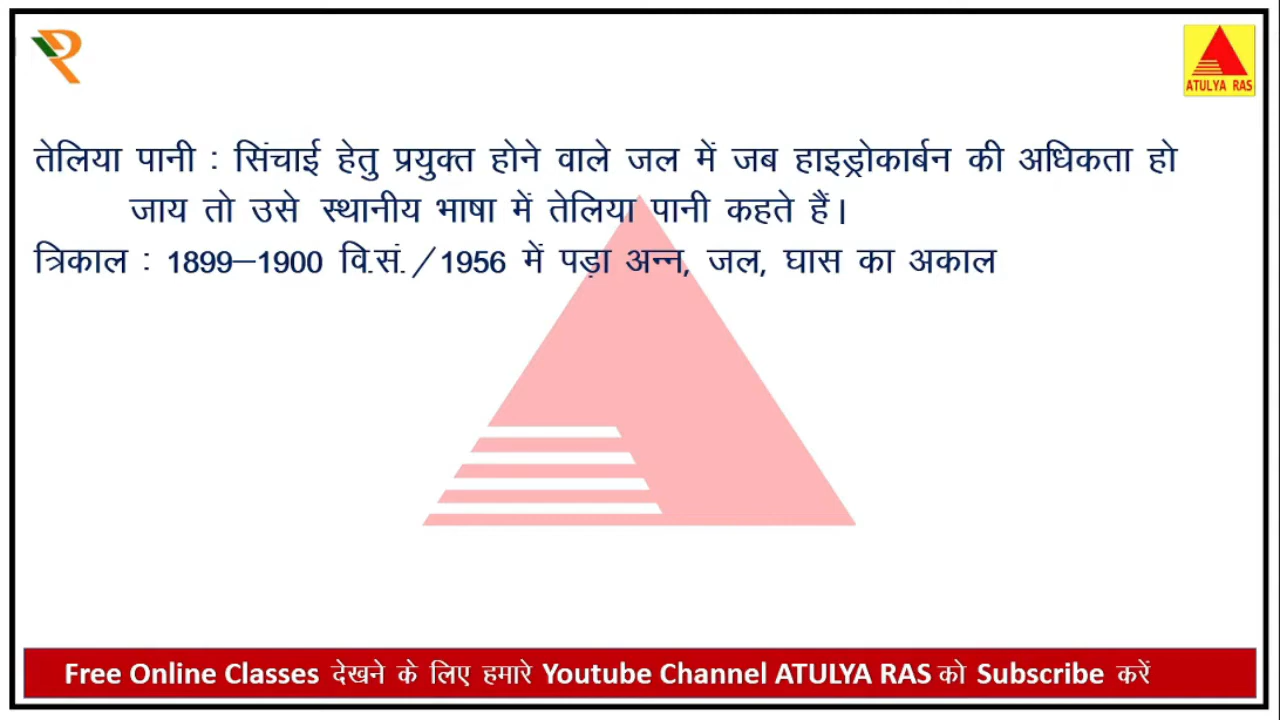 ATULYA RAS
तेलिया पानी : सिंचाई हेतु प्रयुक्त होने वाले जल में जब हाइड्रोकार्बन की अधिकता हो
जाय तो उसे स्थानीय भाषा में तेलिया पानी कहते हैं।
त्रिकाल : 1899–1900 वि.सं./1956 में पड़ा अन्न, जल, घास का अकाल
Free Online Classes देखने के लिए हमारे Youtube Channel ATULYA RAS को Subscribe करें